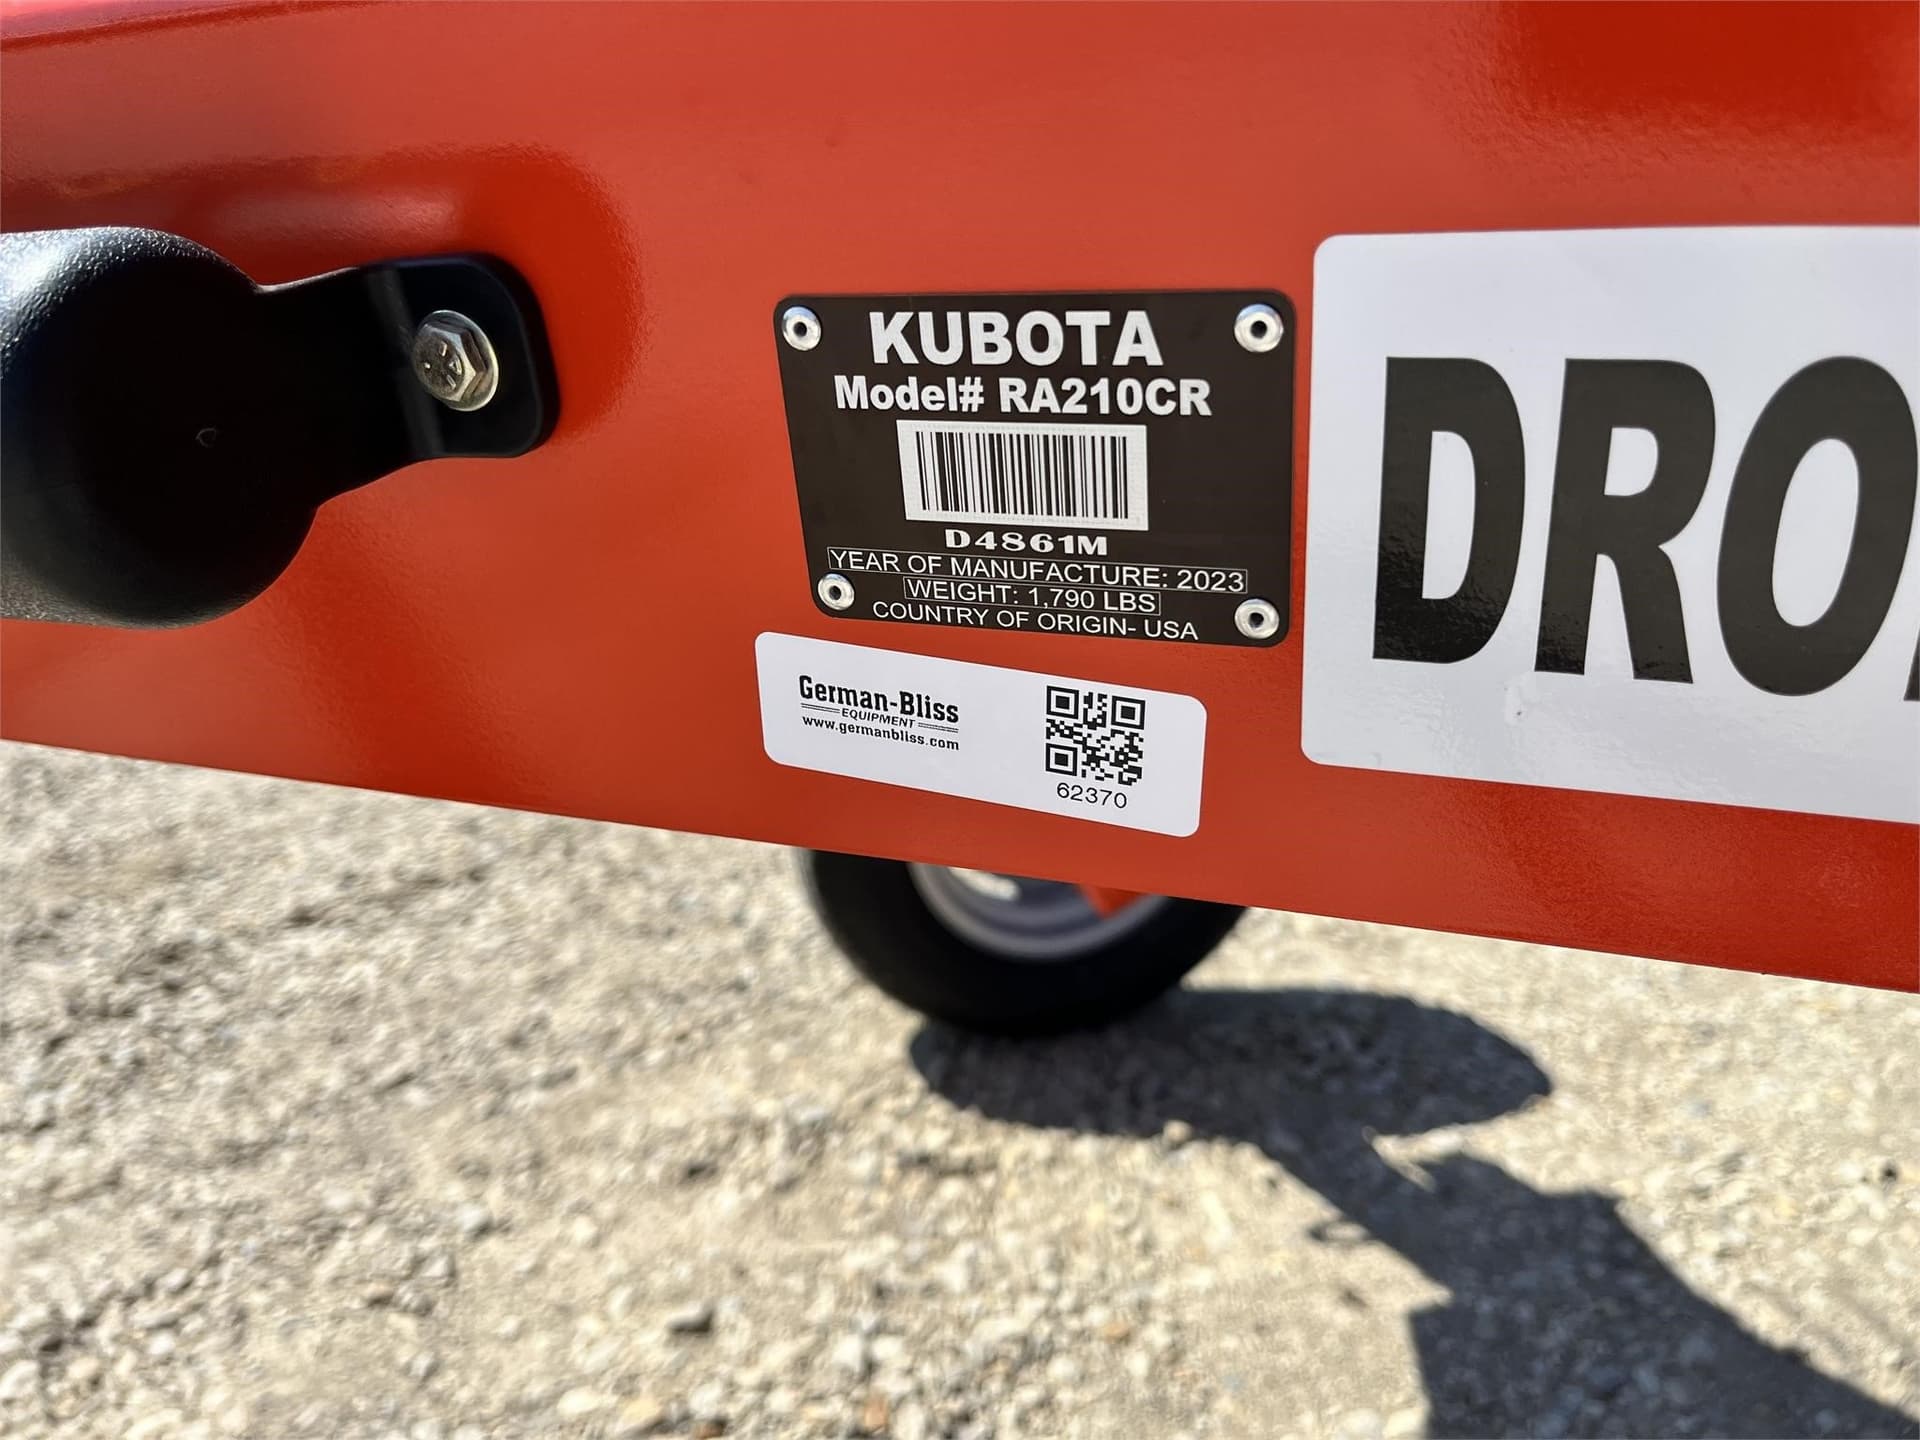 KUBOTA
Model# RA210CR
D4861M
YEAR OF MANUFACTURE: 2023
WEIGHT: 1,790 LBS
COUNTRY OF ORIGIN- USA
German-Bliss
EQUIPMENT
www.germanbliss.com
62370
DRO